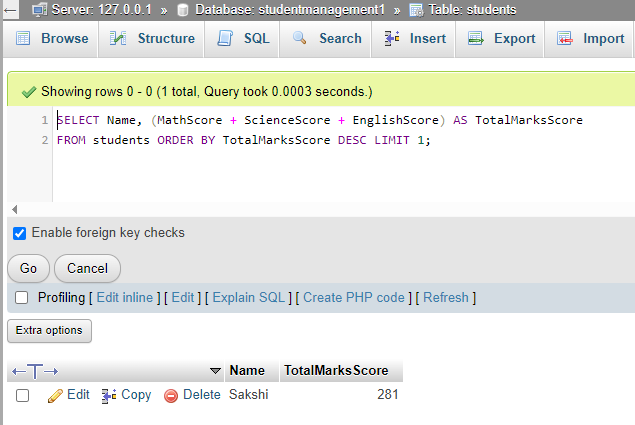 Server: 127.0.0.1 » Database: studentmanagement1 » Table: students
Browse Structure SQL Search Insert Export Import
Showing rows 0 - 0 (1 total, Query took 0.0003 seconds.)
1 SELECT Name, (MathScore + ScienceScore + EnglishScore) AS TotalMarksScore
2 FROM students ORDER BY TotalMarksScore DESC LIMIT 1;
Enable foreign key checks
Go Cancel
Profiling [ Edit inline ] [ Edit ] [ Explain SQL ] [ Create PHP code ] [ Refresh ]
Extra options
←T→ Name TotalMarksScore
Edit Copy Delete Sakshi 281